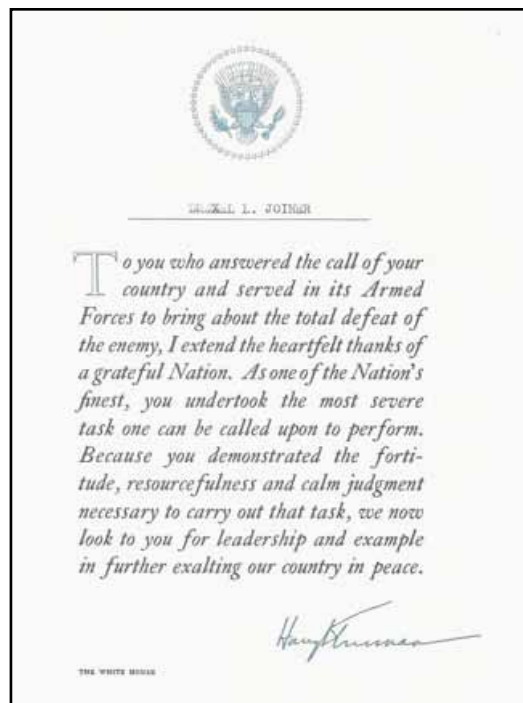 DREXEL L. JOINER
To you who answered the call of your
country and served in its Armed
Forces to bring about the total defeat of
the enemy, I extend the heartfelt thanks of
a grateful Nation. As one of the Nation's
finest, you undertook the most severe
task one can be called upon to perform.
Because you demonstrated the forti-
tude, resourcefulness and calm judgment
necessary to carry out that task, we now
look to you for leadership and example
in further exalting our country in peace.
Harry Truman
THE WHITE HOUSE